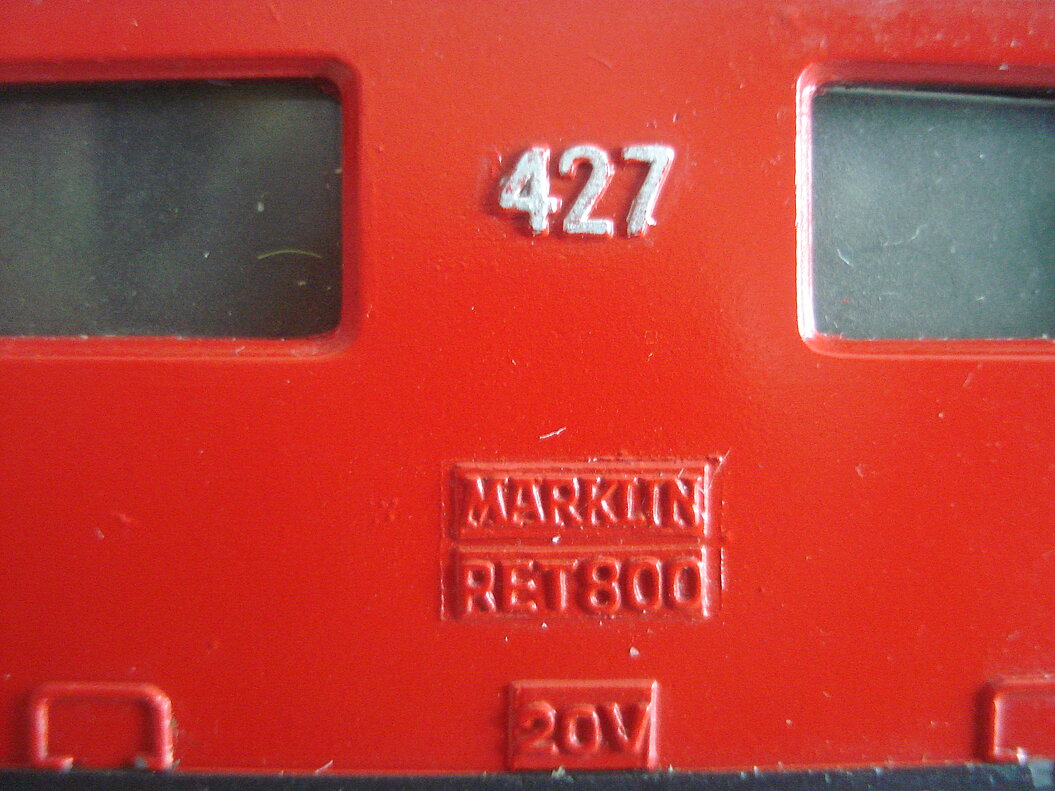 427
MARKLIN
RET800
20V